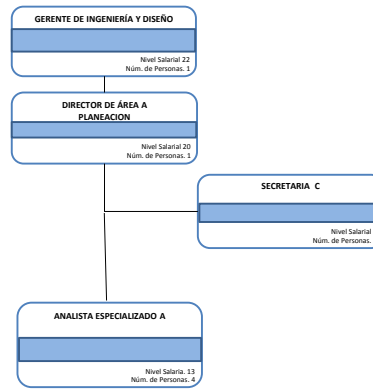 GERENTE DE INGENIERÍA Y DISEÑO
Nivel Salarial 22
Núm. de Personas. 1
DIRECTOR DE ÁREA A
PLANEACION
Nivel Salarial 20
Núm. de Personas. 1
SECRETARIA C
Nivel Salarial
Núm. de Personas.
ANALISTA ESPECIALIZADO A
Nivel Salaria. 13
Núm. de Personas. 4